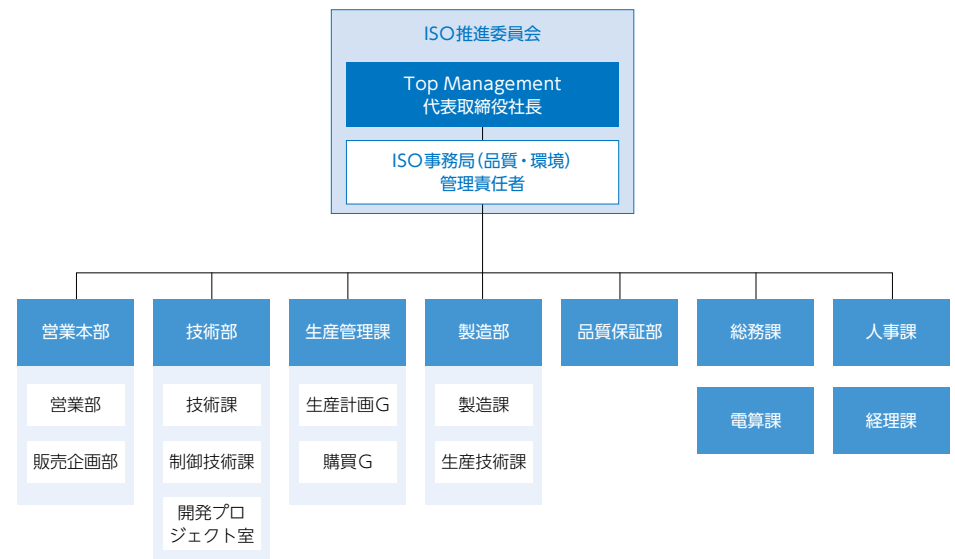 ISO推進委員会
Top Management
代表取締役社長
ISO事務局(品質・環境)
管理責任者
営業本部
営業部
販売企画部
技術部
技術課
制御技術課
開発プロ
ジェクト室
生産管理課
生産計画G
購買G
製造部
製造課
生産技術課
品質保証部
総務課
電算課
人事課
経理課